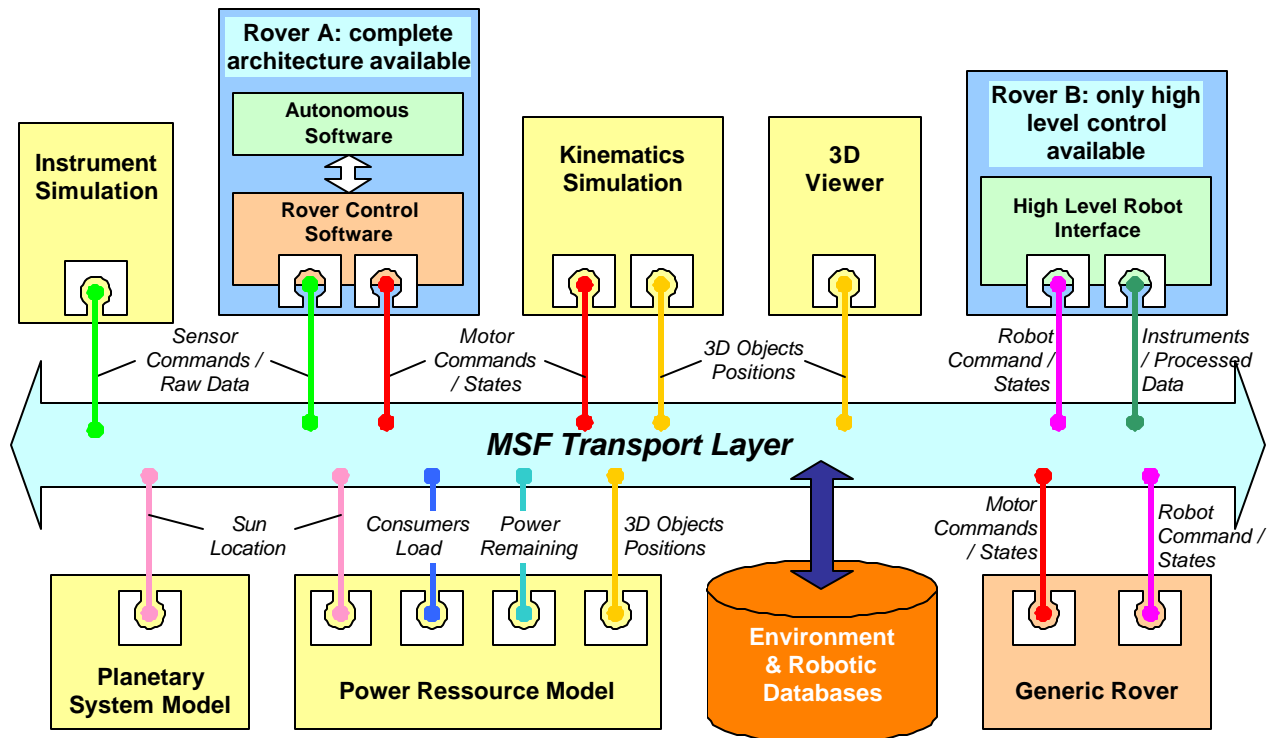 Rover A: complete
architecture available
Autonomous
Software
Rover Control
Software
Instrument
Simulation
Kinematics
Simulation
3D
Viewer
Rover B: only high
level control
available
High Level Robot
Interface
Sensor
Commands /
Raw Data
Motor
Commands
/ States
3D Objects
Positions
Robot
Command /
States
Instruments
/ Processed
Data
MSF Transport Layer
Sun
Location
Consumers
Load
Power
Remaining
3D Objects
Positions
Motor
Commands
/ States
Robot
Command /
States
Planetary
System Model
Power Ressource Model
Environment
& Robotic
Databases
Generic Rover